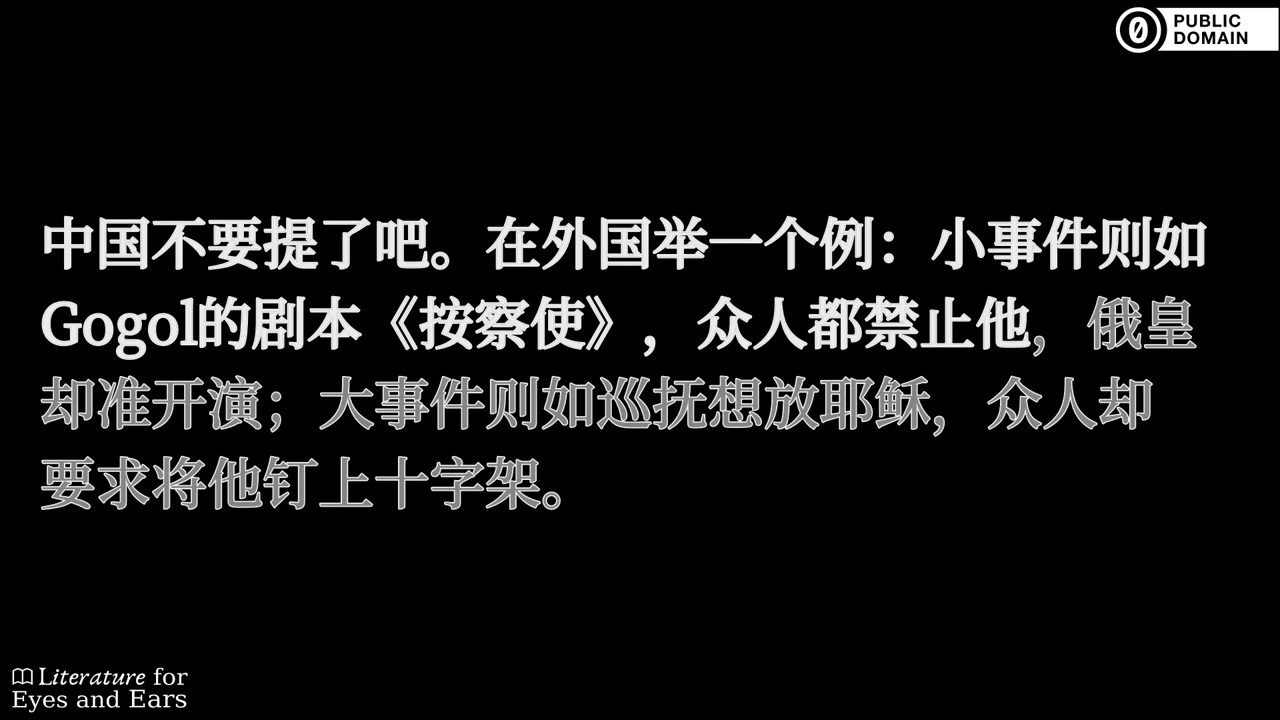 PUBLIC
DOMAIN
中国不要提了吧。在外国举一个例：小事件则如
Gogol的剧本《按察使》，众人都禁止他，俄皇
却准开演；大事件则如巡抚想放耶稣，众人却
要求将他钉上十字架。
Literature for
Eyes and Ears